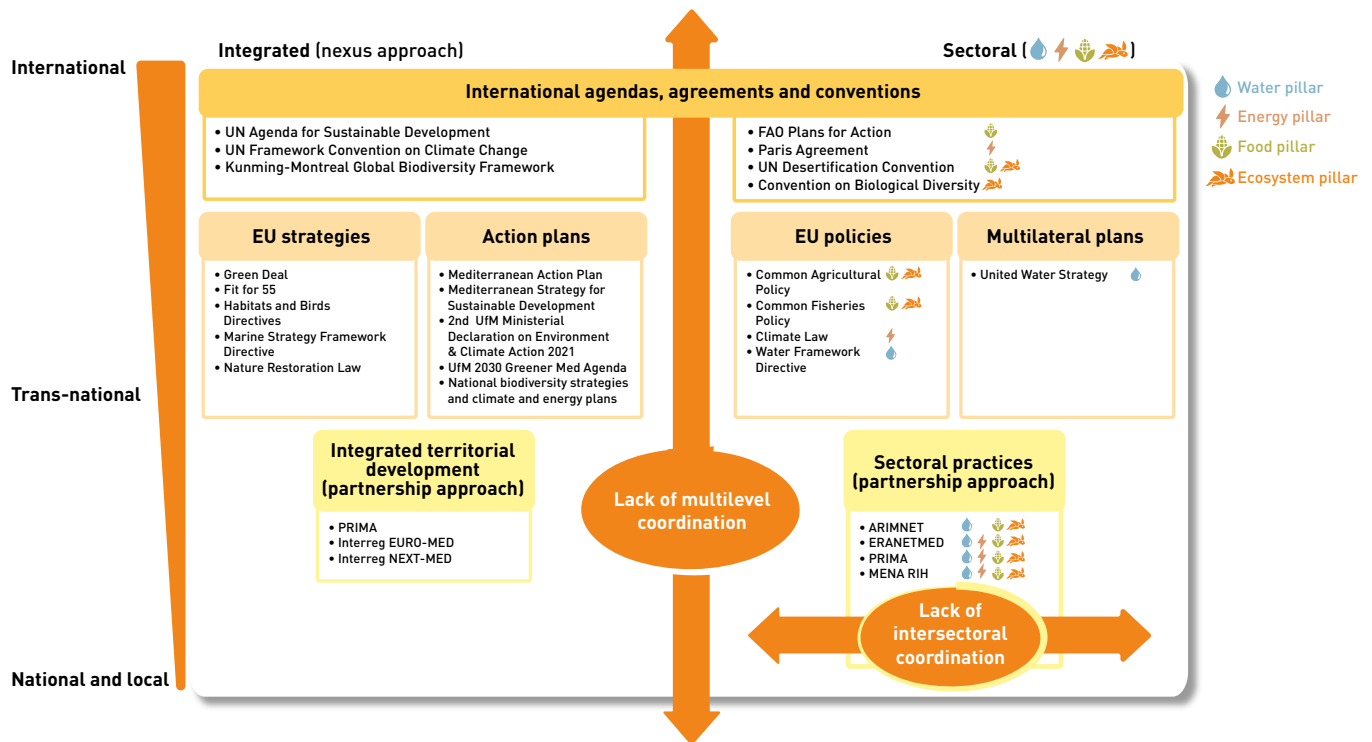 Integrated (nexus approach)
Sectoral ( )
International
International agendas, agreements and conventions
• UN Agenda for Sustainable Development
• UN Framework Convention on Climate Change
• Kunming-Montreal Global Biodiversity Framework
• FAO Plans for Action
• Paris Agreement
• UN Desertification Convention
• Convention on Biological Diversity
Water pillar
Energy pillar
Food pillar
Ecosystem pillar
EU strategies
• Green Deal
• Fit for 55
• Habitats and Birds
Directives
• Marine Strategy Framework
Directive
• Nature Restoration Law
Action plans
• Mediterranean Action Plan
• Mediterranean Strategy for
Sustainable Development
• 2nd UfM Ministerial
Declaration on Environment
& Climate Action 2021
• UfM 2030 Greener Med Agenda
• National biodiversity strategies
and climate and energy plans
EU policies
• Common Agricultural
Policy
• Common Fisheries
Policy
• Climate Law
• Water Framework
Directive
Multilateral plans
• United Water Strategy
Trans-national
Integrated territorial
development
(partnership approach)
• PRIMA
• Interreg EURO-MED
• Interreg NEXT-MED
Lack of multilevel
coordination
Sectoral practices
(partnership approach)
• ARIMNET
• ERANETMED
• PRIMA
• MENA RIH
Lack of
intersectoral
coordination
National and local